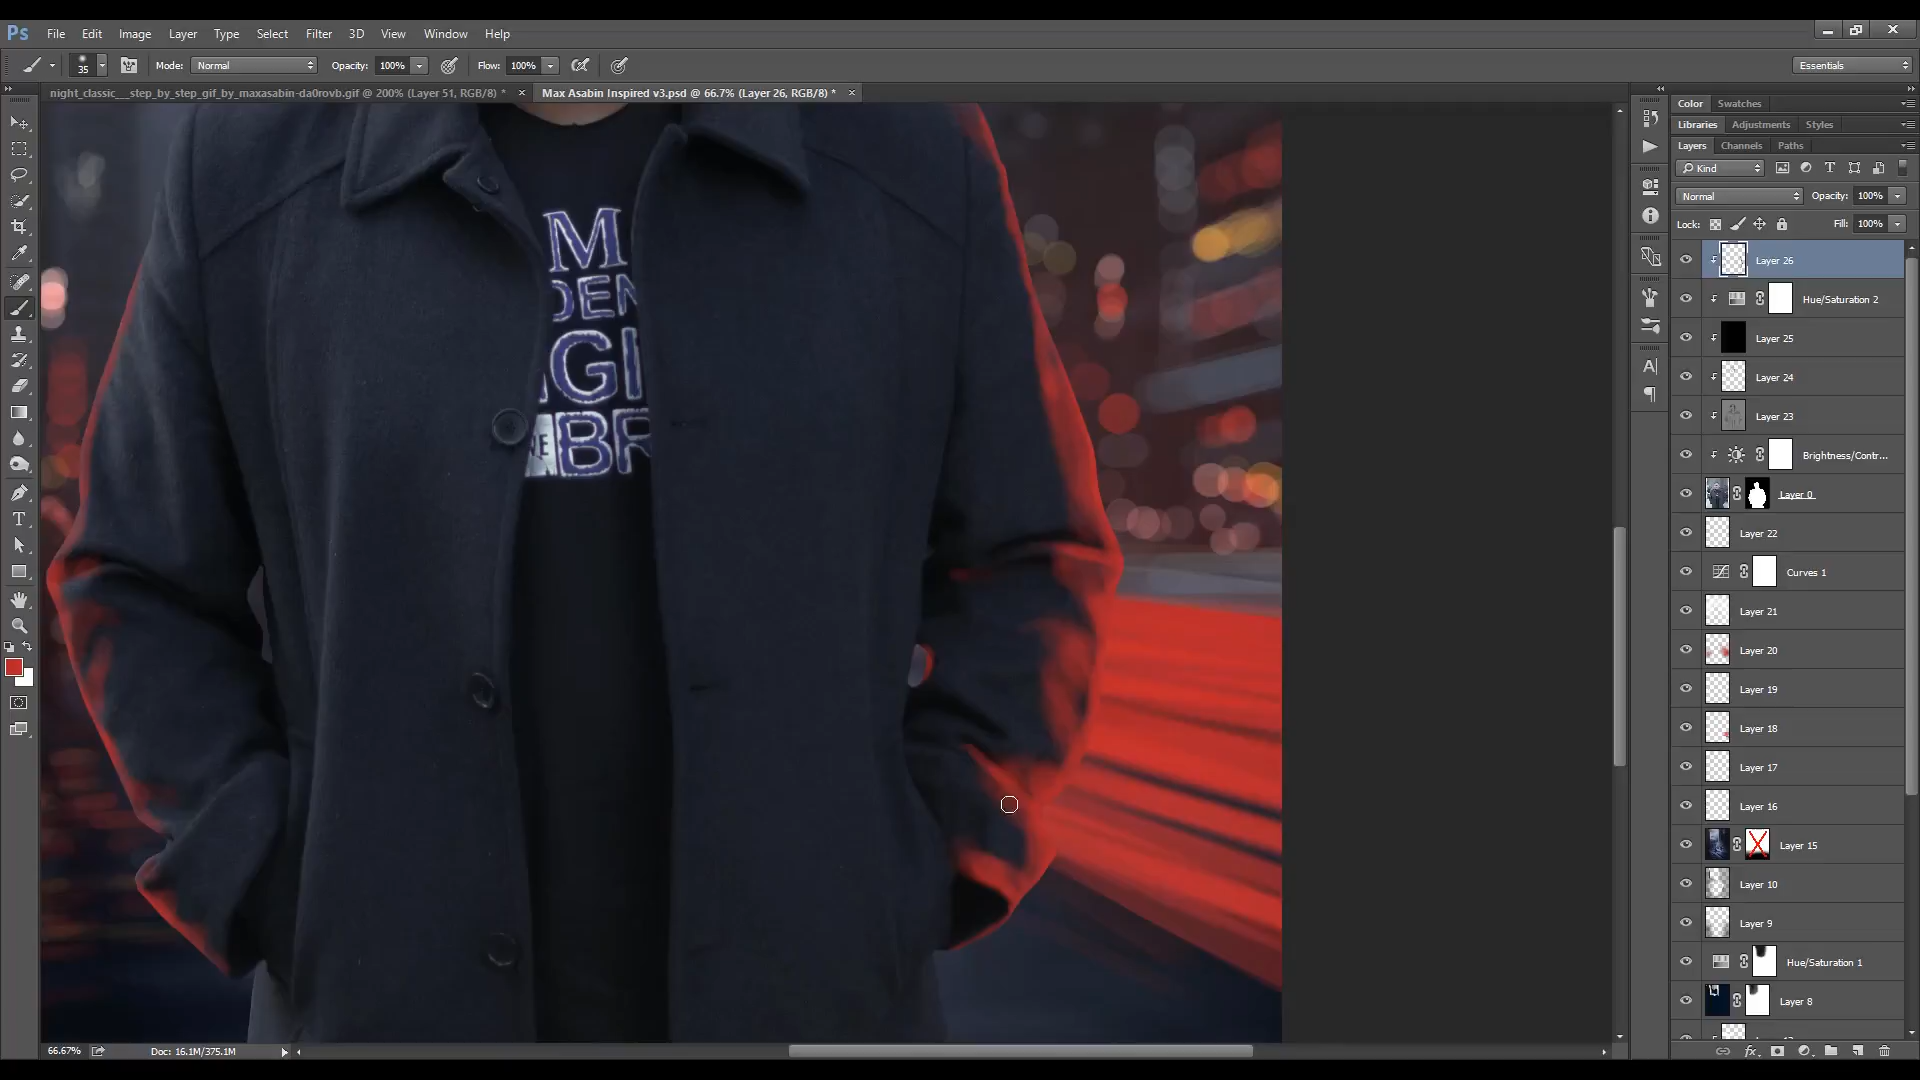 Ps File Edit Image Layer Type Select Filter 3D View Window Help
35 Mode: Normal Opacity: 100% Flow: 100% Essentials
night_classic___step_by_step_gif_by_maxasabin-da0rovb.gif @ 200% (Layer 51, RGB/8) * × Max Asabin Inspired v3.psd @ 66.7% (Layer 26, RGB/8) * ×
Color Swatches
Libraries Adjustments Styles
Layers Channels Paths
Kind
Normal Opacity: 100%
Lock: Fill: 100%
Layer 26
Hue/Saturation 2
Layer 25
Layer 24
Layer 23
Brightness/Contr...
Layer 0
Layer 22
Curves 1
Layer 21
Layer 20
Layer 19
Layer 18
Layer 17
Layer 16
Layer 15
Layer 10
Layer 9
Hue/Saturation 1
Layer 8
M
DEN
GI
BR
66.67% Doc: 16.1M/375.1M